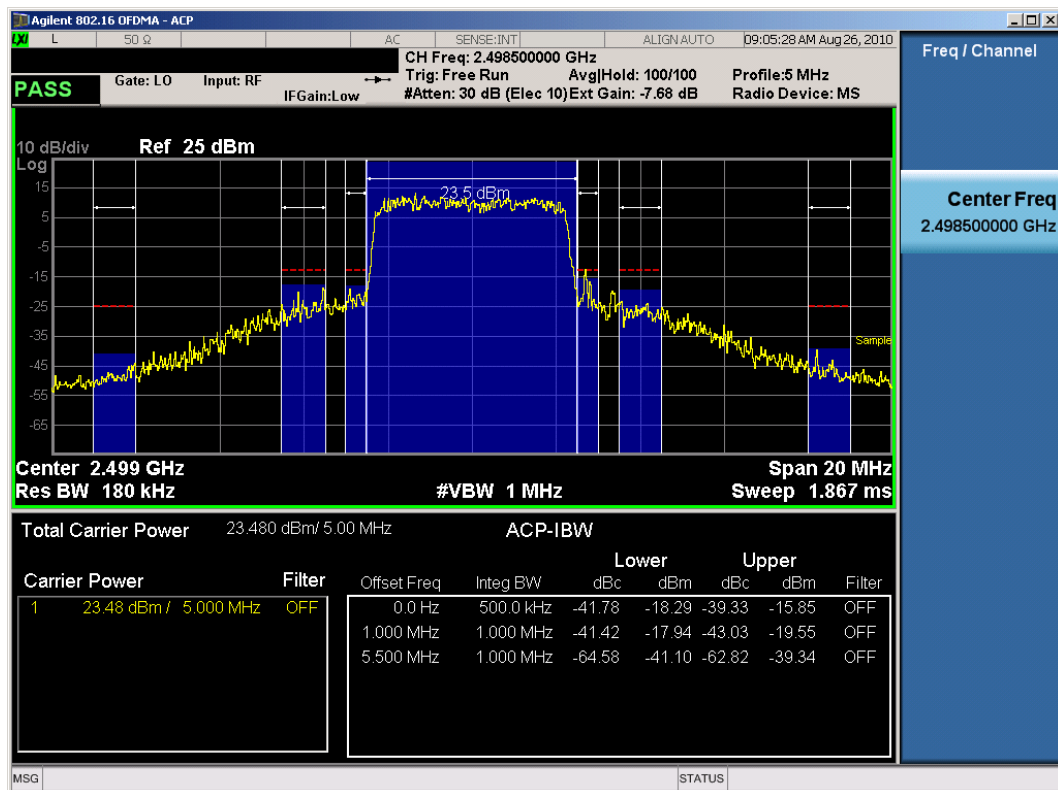 Agilent 802.16 OFDMA - ACP
LXI L 50 Ω AC SENSE:INT ALIGN AUTO 09:05:28 AM Aug 26, 2010
CH Freq: 2.498500000 GHz
PASS Gate: LO Input: RF Trig: Free Run Avg|Hold: 100/100 Profile:5 MHz
IFGain:Low #Atten: 30 dB (Elec 10) Ext Gain: -7.68 dB Radio Device: MS
Freq / Channel
Center Freq
2.498500000 GHz
10 dB/div Ref 25 dBm
Log
15
5
-5
-15
-25
-35
-45
-55
-65
23.5 dBm
Sample
Center 2.499 GHz Span 20 MHz
Res BW 180 kHz #VBW 1 MHz Sweep 1.867 ms
Total Carrier Power 23.480 dBm/ 5.00 MHz ACP-IBW
Lower Upper
Carrier Power Filter Offset Freq Integ BW dBc dBm dBc dBm Filter
1 23.48 dBm / 5.000 MHz OFF 0.0 Hz 500.0 kHz -41.78 -18.29 -39.33 -15.85 OFF
1.000 MHz 1.000 MHz -41.42 -17.94 -43.03 -19.55 OFF
5.500 MHz 1.000 MHz -64.58 -41.10 -62.82 -39.34 OFF
MSG STATUS